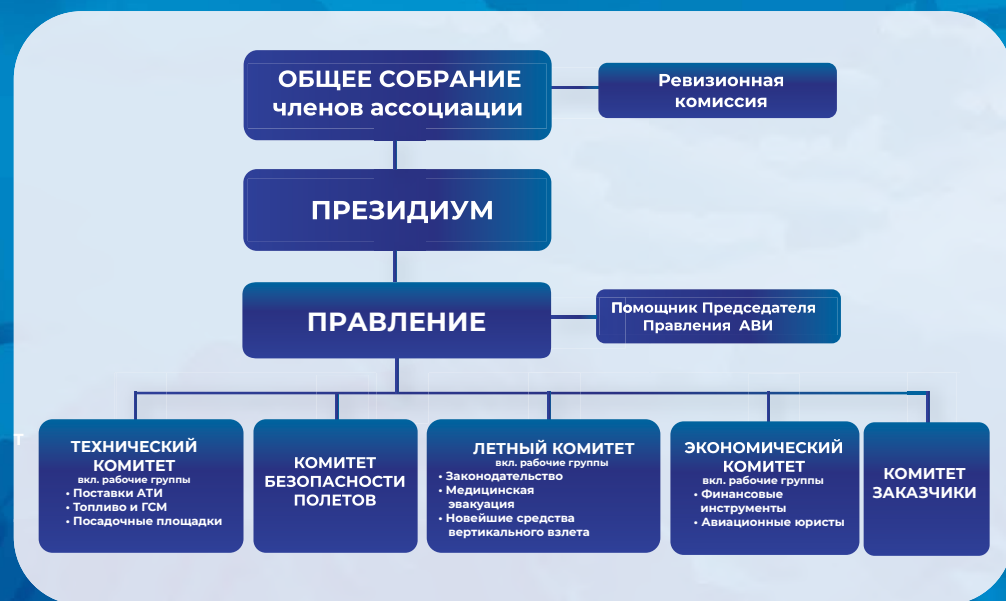 ОБЩЕЕ СОБРАНИЕ
членов ассоциации
Ревизионная
комиссия
ПРЕЗИДИУМ
ПРАВЛЕНИЕ
Помощник Председателя
Правления АВИ
т
ТЕХНИЧЕСКИЙ
КОМИТЕТ
вкл. рабочие группы
• Поставки АТИ
• Топливо и ГСМ
• Посадочные площадки
КОМИТЕТ
БЕЗОПАСНОСТИ
ПОЛЕТОВ
ЛЕТНЫЙ КОМИТЕТ
вкл. рабочие группы
• Законодательство
• Медицинская
эвакуация
• Новейшие средства
вертикального взлета
ЭКОНОМИЧЕСКИЙ
КОМИТЕТ
вкл. рабочие группы
• Финансовые
инструменты
• Авиационные юристы
КОМИТЕТ
ЗАКАЗЧИКИ